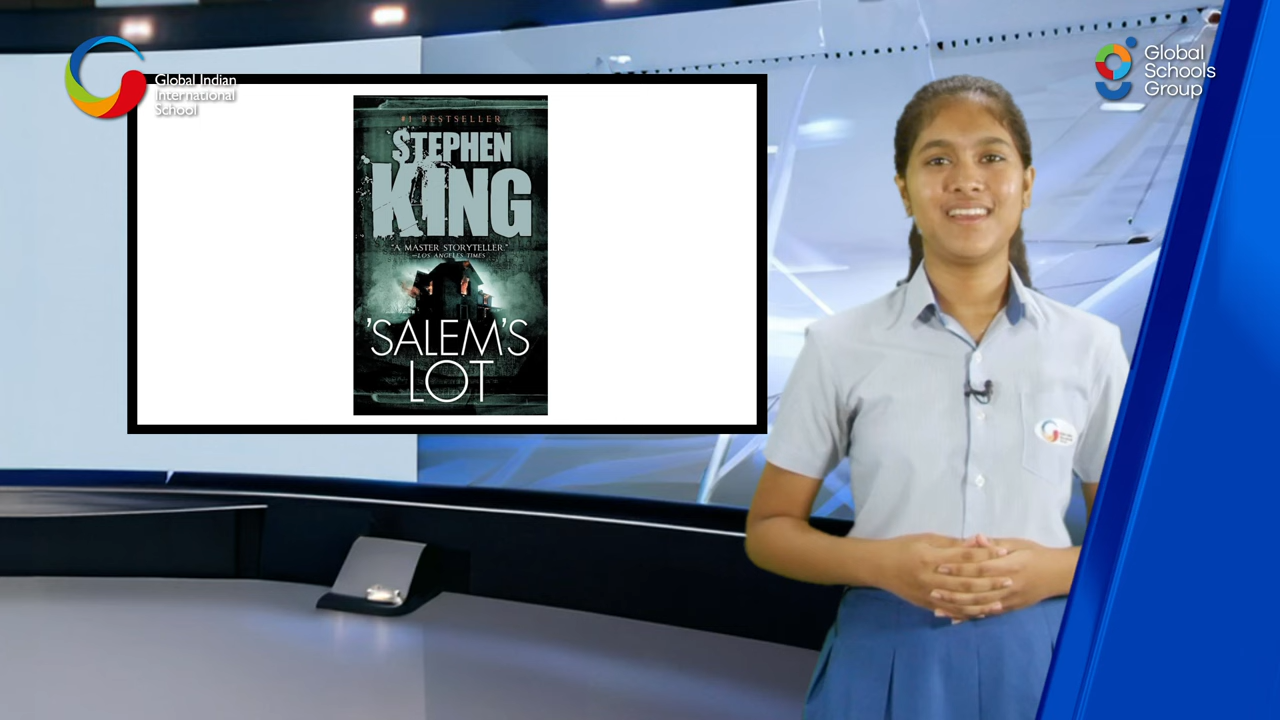 Global Indian
International
School
#1 BESTSELLER
STEPHEN
KING
"A MASTER STORYTELLER."
—LOS ANGELES TIMES
'SALEM'S
LOT
Global
Schools
Group